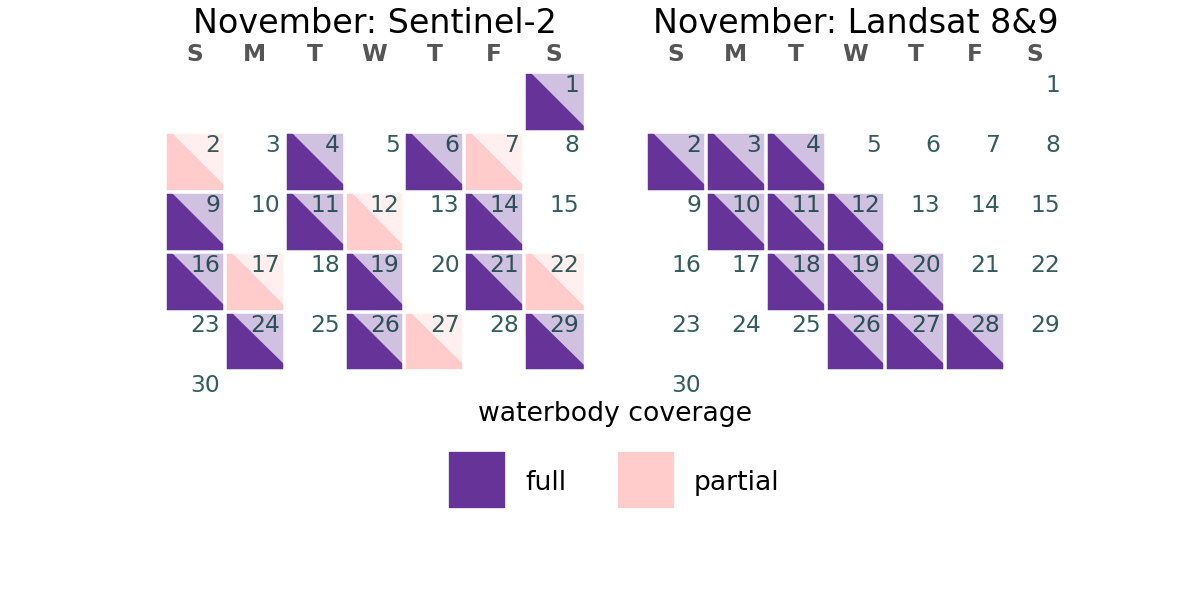 November: Sentinel-2
S M T W T F S
1
2 3 4 5 6 7 8
9 10 11 12 13 14 15
16 17 18 19 20 21 22
23 24 25 26 27 28 29
30
November: Landsat 8&9
S M T W T F S
1
2 3 4 5 6 7 8
9 10 11 12 13 14 15
16 17 18 19 20 21 22
23 24 25 26 27 28 29
30
waterbody coverage
full partial